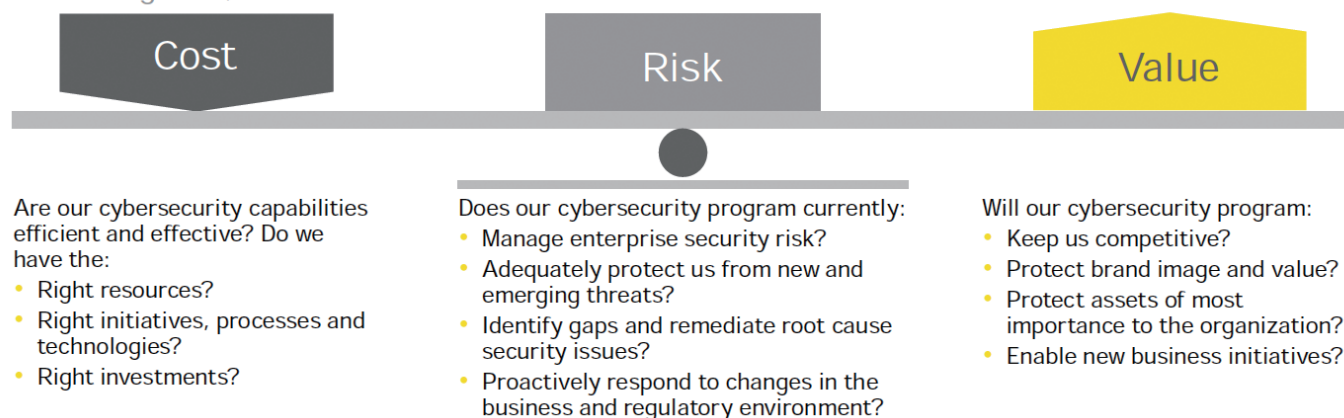 Cost
Risk
Value
Are our cybersecurity capabilities
efficient and effective? Do we
have the:
• Right resources?
• Right initiatives, processes and
technologies?
• Right investments?
Does our cybersecurity program currently:
• Manage enterprise security risk?
• Adequately protect us from new and
emerging threats?
• Identify gaps and remediate root cause
security issues?
• Proactively respond to changes in the
business and regulatory environment?
Will our cybersecurity program:
• Keep us competitive?
• Protect brand image and value?
• Protect assets of most
importance to the organization?
• Enable new business initiatives?